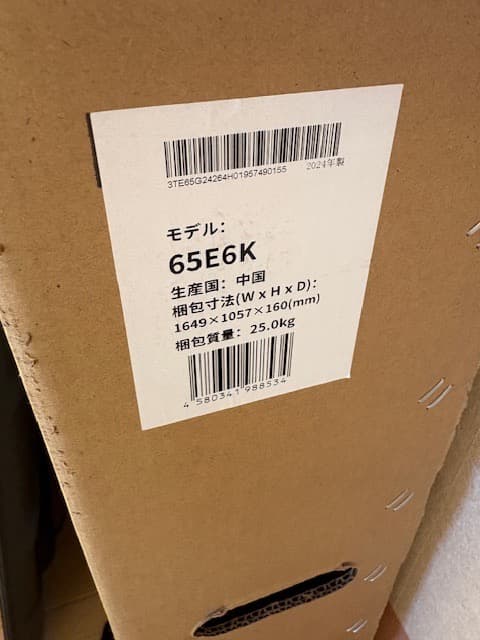 3TE65G24264H01957490155 2024年製
モデル:
65E6K
生産国: 中国
梱包寸法(W x H x D):
1649×1057×160(mm)
梱包質量: 25.0kg
4 580341 988534